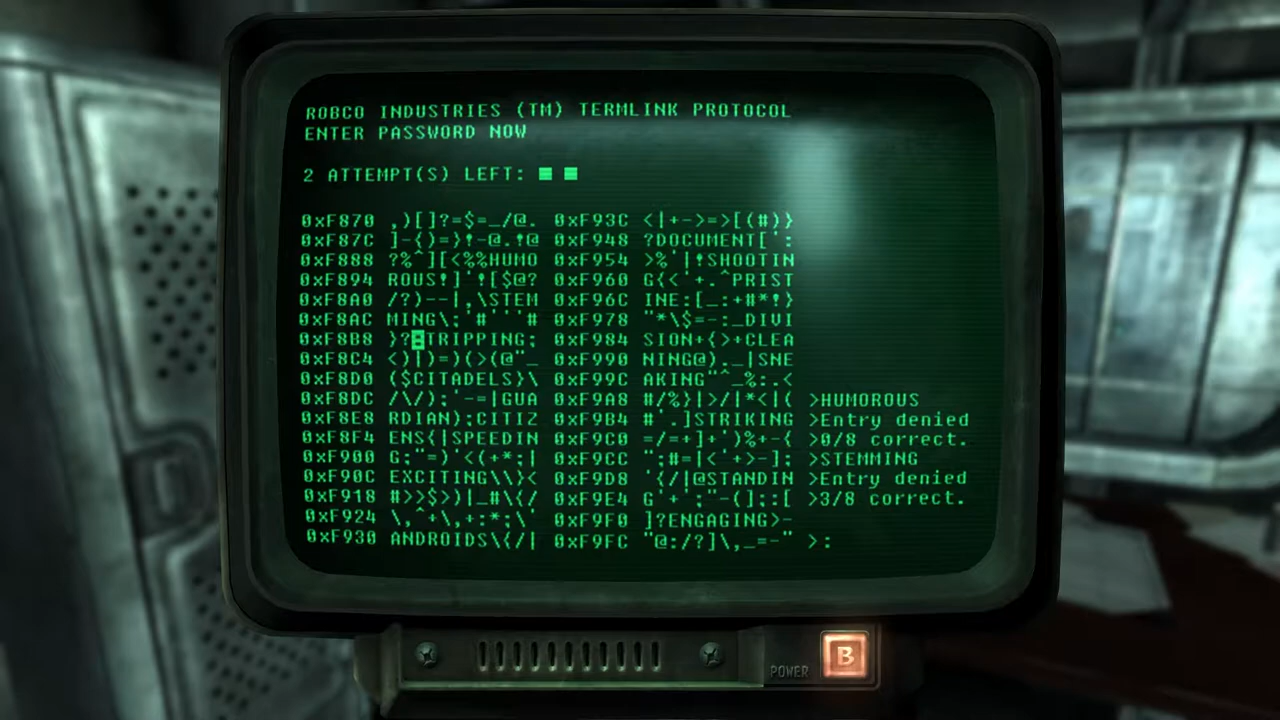 ROBCO INDUSTRIES (TM) TERMLINK PROTOCOL
ENTER PASSWORD NOW
2 ATTEMPT(S) LEFT: ■ ■
0xF870 ,)[]?=$=_/@. 0xF93C <|+->=>[(#)}
0xF87C ]-{)=}!-@.!@ 0xF948 ?DOCUMENT[':
0xF888 ?%^][<%%HUMO 0xF954 >%'|!SHOOTIN
0xF894 ROUS!]'![$@? 0xF960 G{<'+.^PRIST
0xF8A0 /?)--|,\STEM 0xF96C INE:[_:+#*!}
0xF8AC MING\;'#'''# 0xF978 "*\$=-:_DIVI
0xF8B8 }?:TRIPPING; 0xF984 SION+{>+CLEA
0xF8C4 <)!)=)(>(@"_ 0xF990 NING@)._|SNE
0xF8D0 ($CITADELS}\ 0xF99C AKING"^_%:.<
0xF8DC /\/);'-=|GUA 0xF9A8 #/%}|>/|*<|( >HUMOROUS
0xF8E8 RDIAN);CITIZ 0xF9B4 #'.]STRIKING >Entry denied
0xF8F4 ENS{|SPEEDIN 0xF9C0 =/=+]+')%+-{ >0/8 correct.
0xF900 G;"=)'<(+*;| 0xF9CC ";#=|<'+>-]; >STEMMING
0xF90C EXCITING\\}< 0xF9D8 '{/|@STANDIN >Entry denied
0xF918 #>>$>)|_#\{/ 0xF9E4 G'+';"-(];:[ >3/8 correct.
0xF924 \,^+\,+:*;\' 0xF9F0 ]?ENGAGING>-
0xF930 ANDROIDS\{/| 0xF9FC "@:/?]\,_=-" >:
POWER
B